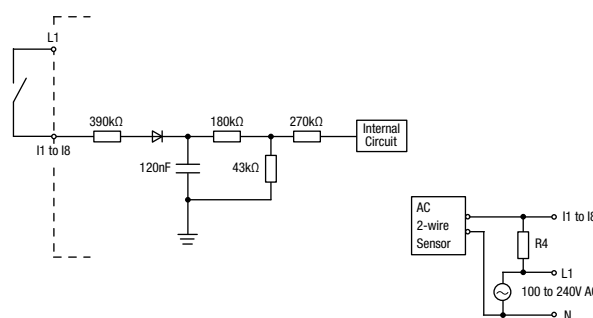 L1
390kΩ
180kΩ
270kΩ
Internal
Circuit
I1 to I8
120nF
43kΩ
AC
2-wire
Sensor
I1 to I8
R4
L1
100 to 240V AC
N